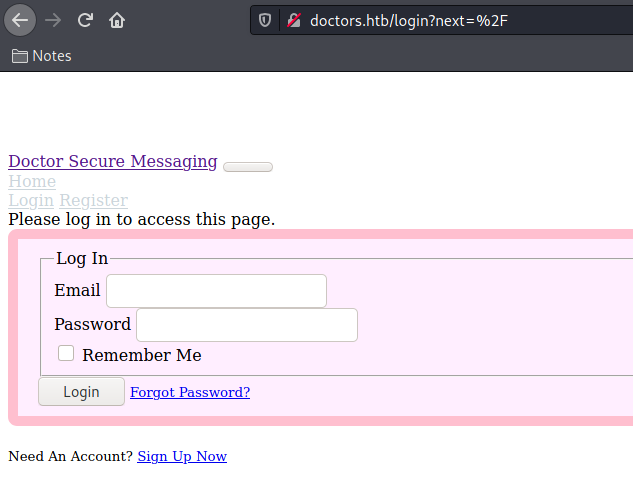 doctors.htb/login?next=%2F
Notes
Doctor Secure Messaging
Home
Login Register
Please log in to access this page.
Log In
Email
Password
Remember Me
Login Forgot Password?
Need An Account? Sign Up Now